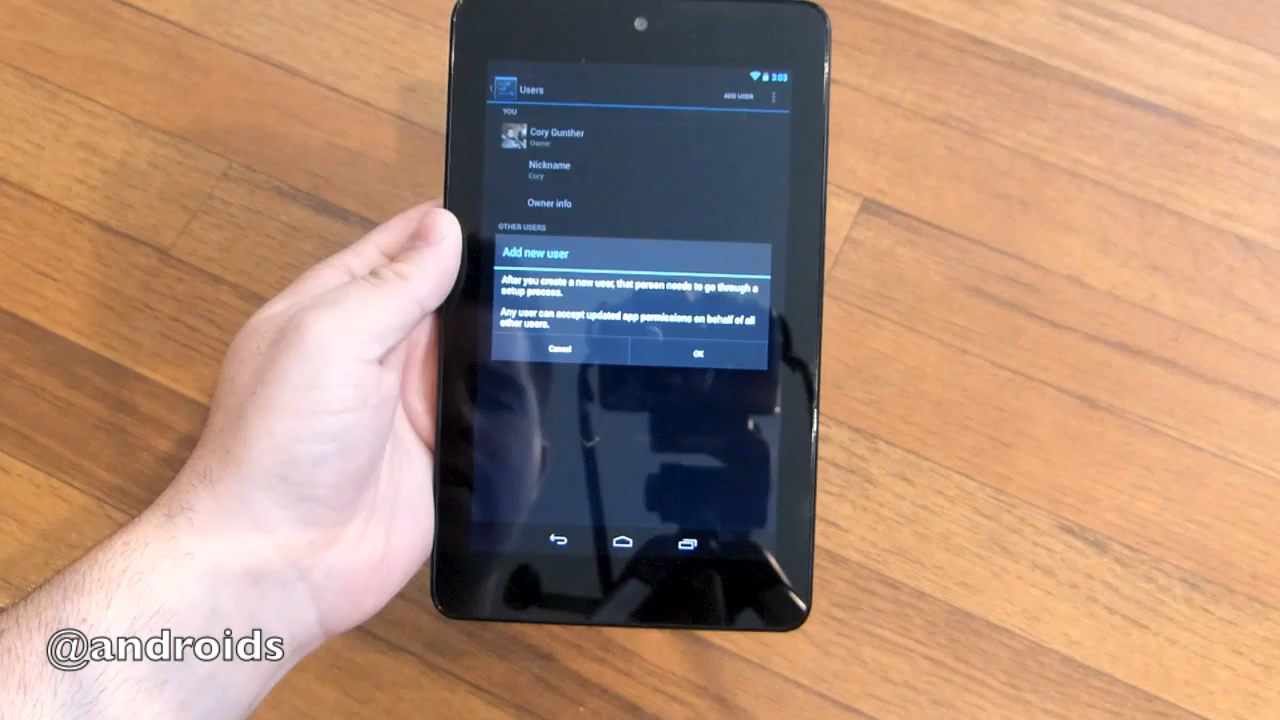 3:03
Users
ADD USER
YOU
Cory Gunther
Owner
Nickname
Cory
Owner info
OTHER USERS
Add new user
After you create a new user, that person needs to go through a
setup process.
Any user can accept updated app permissions on behalf of all
other users.
Cancel
OK
@androids